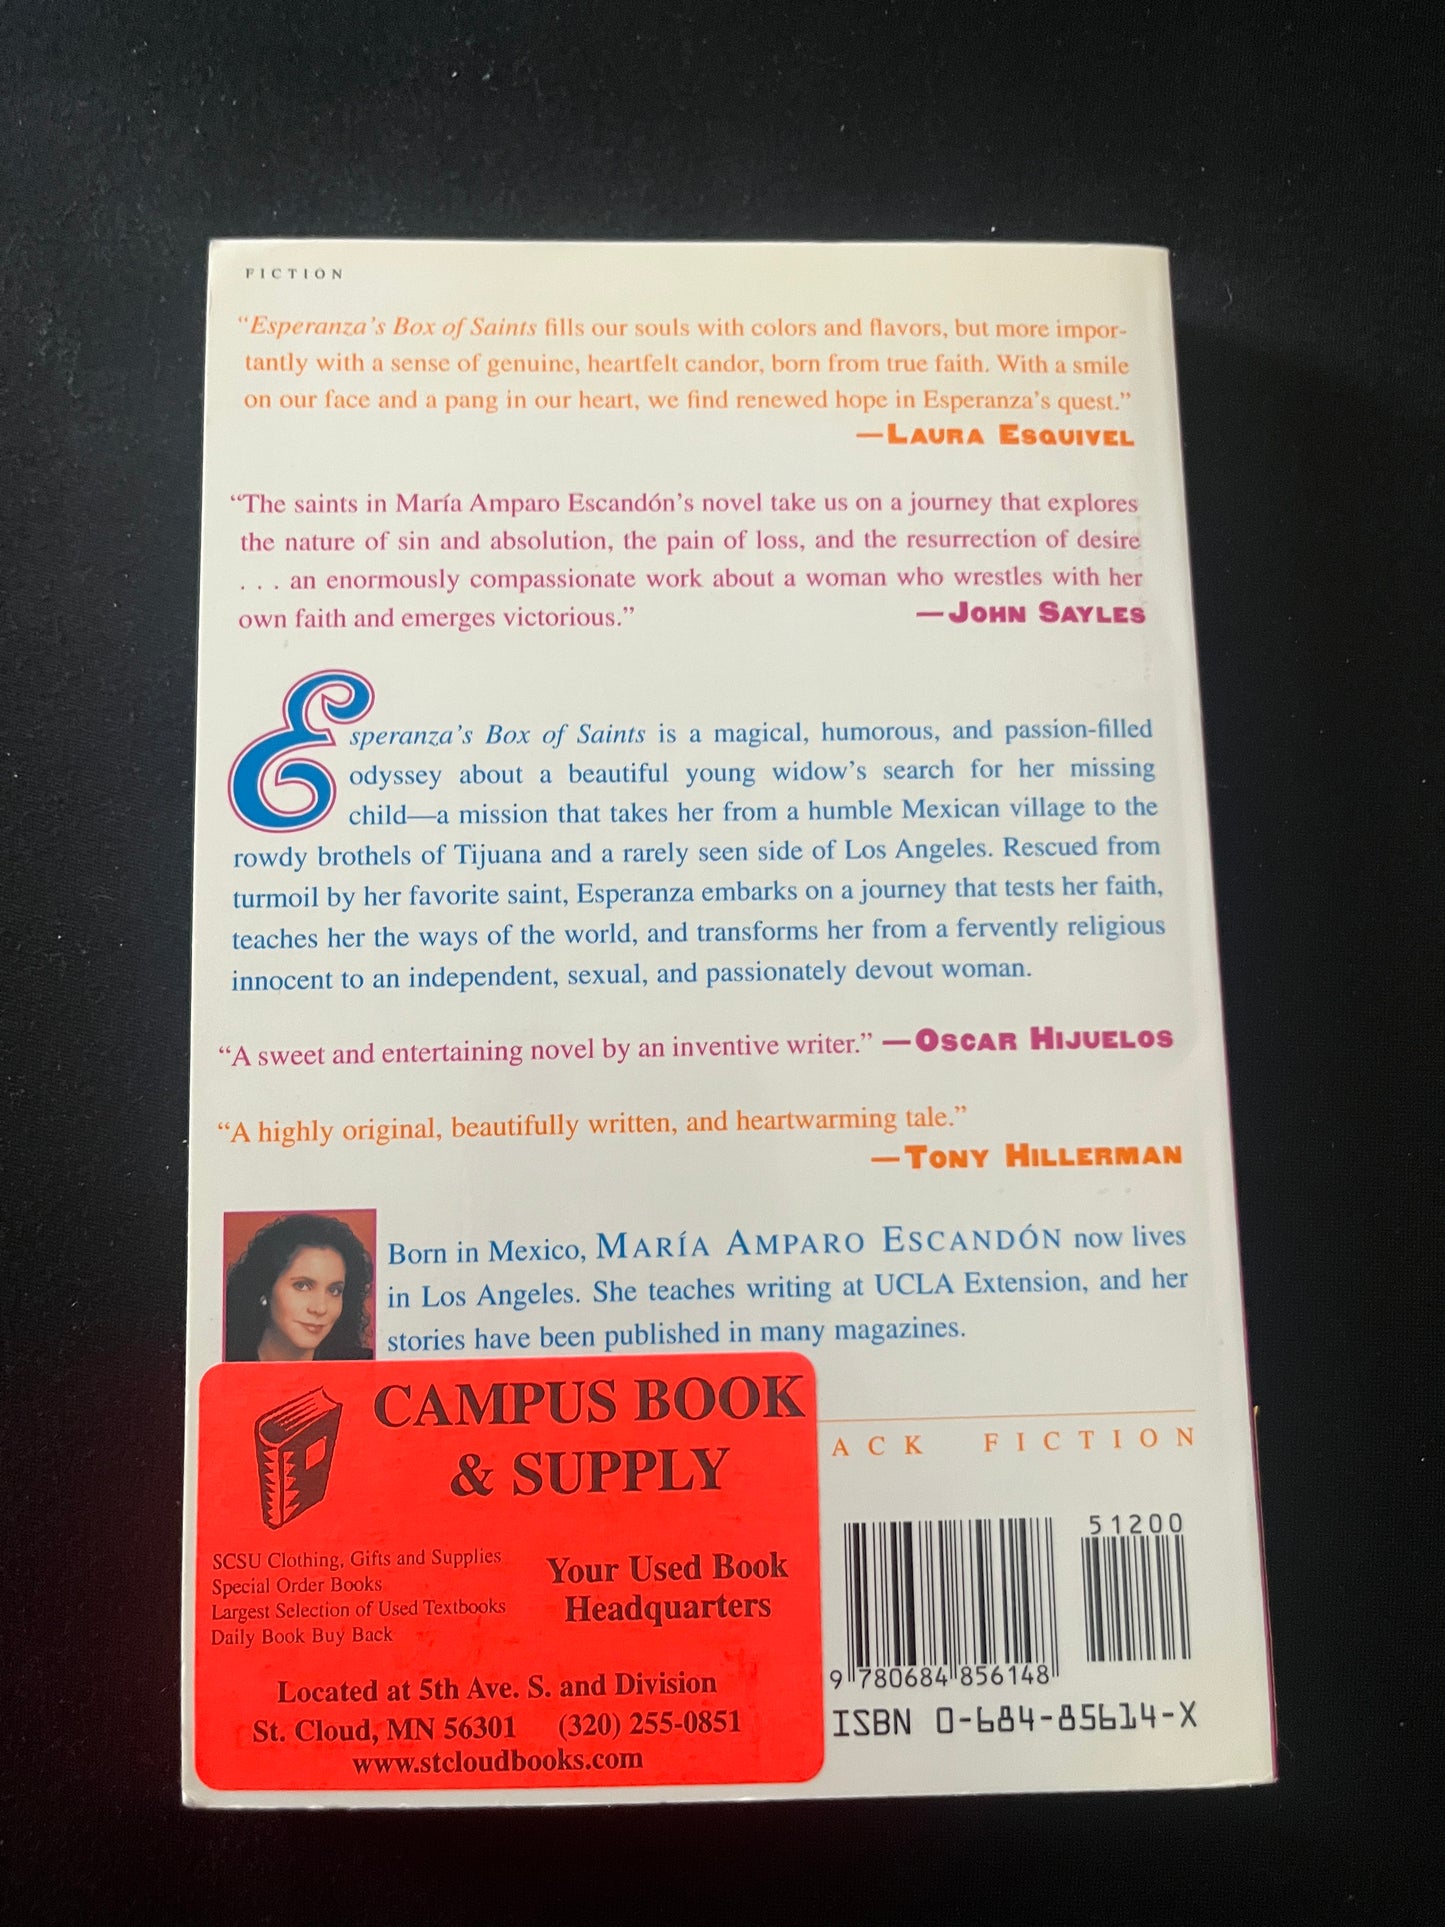 FICTION
“Esperanza’s Box of Saints fills our souls with colors and flavors, but more impor-
tantly with a sense of genuine, heartfelt candor, born from true faith. With a smile
on our face and a pang in our heart, we find renewed hope in Esperanza’s quest.”
—LAURA ESQUIVEL
“The saints in María Amparo Escandón’s novel take us on a journey that explores
the nature of sin and absolution, the pain of loss, and the resurrection of desire
. . . an enormously compassionate work about a woman who wrestles with her
own faith and emerges victorious.” —JOHN SAYLES
Esperanza’s Box of Saints is a magical, humorous, and passion-filled
odyssey about a beautiful young widow’s search for her missing
child—a mission that takes her from a humble Mexican village to the
rowdy brothels of Tijuana and a rarely seen side of Los Angeles. Rescued from
turmoil by her favorite saint, Esperanza embarks on a journey that tests her faith,
teaches her the ways of the world, and transforms her from a fervently religious
innocent to an independent, sexual, and passionately devout woman.
“A sweet and entertaining novel by an inventive writer.” —OSCAR HIJUELOS
“A highly original, beautifully written, and heartwarming tale.”
—TONY HILLERMAN
Born in Mexico, MARÍA AMPARO ESCANDÓN now lives
in Los Angeles. She teaches writing at UCLA Extension, and her
stories have been published in many magazines.
CAMPUS BOOK
& SUPPLY
SCSU Clothing, Gifts and Supplies
Special Order Books
Largest Selection of Used Textbooks
Daily Book Buy Back
Your Used Book
Headquarters
Located at 5th Ave. S. and Division
St. Cloud, MN 56301 (320) 255-0851
www.stcloudbooks.com
ACK FICTION
51200
9 780684 856148
ISBN 0-684-85614-X